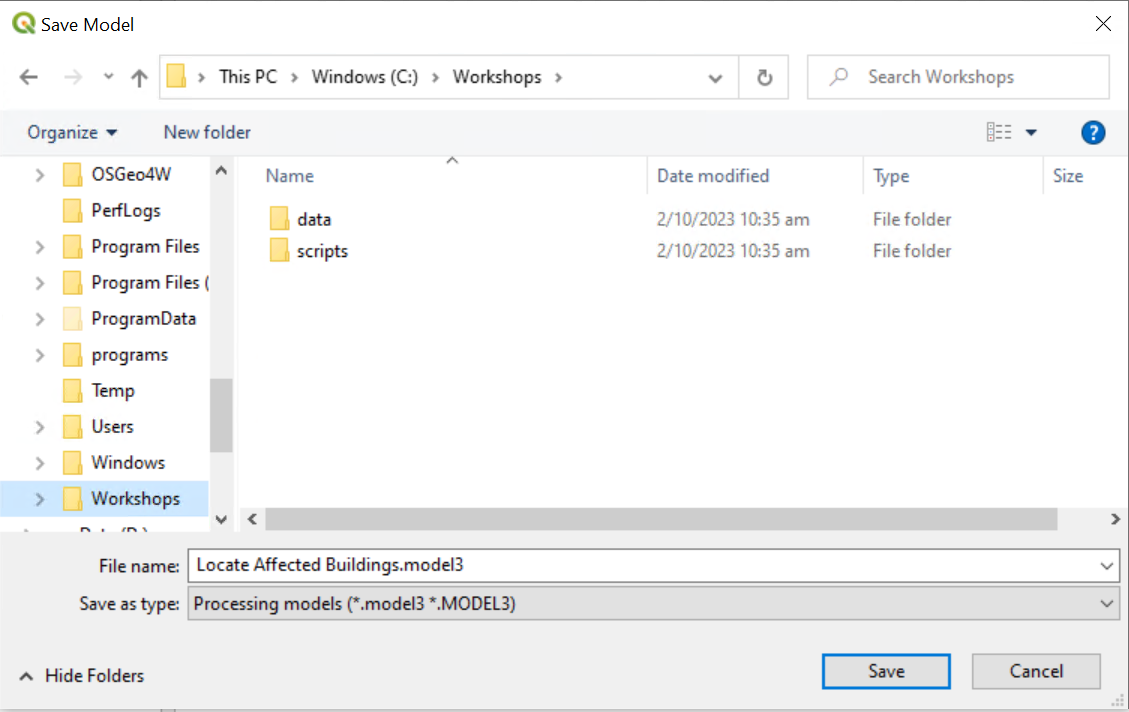 Save Model
This PC > Windows (C:) > Workshops >
Search Workshops
Organize
New folder
OSGeo4W
PerfLogs
Program Files
Program Files (
ProgramData
programs
Temp
Users
Windows
Workshops
Name Date modified Type Size
data 2/10/2023 10:35 am File folder
scripts 2/10/2023 10:35 am File folder
File name: Locate Affected Buildings.model3
Save as type: Processing models (*.model3 *.MODEL3)
Hide Folders
Save
Cancel